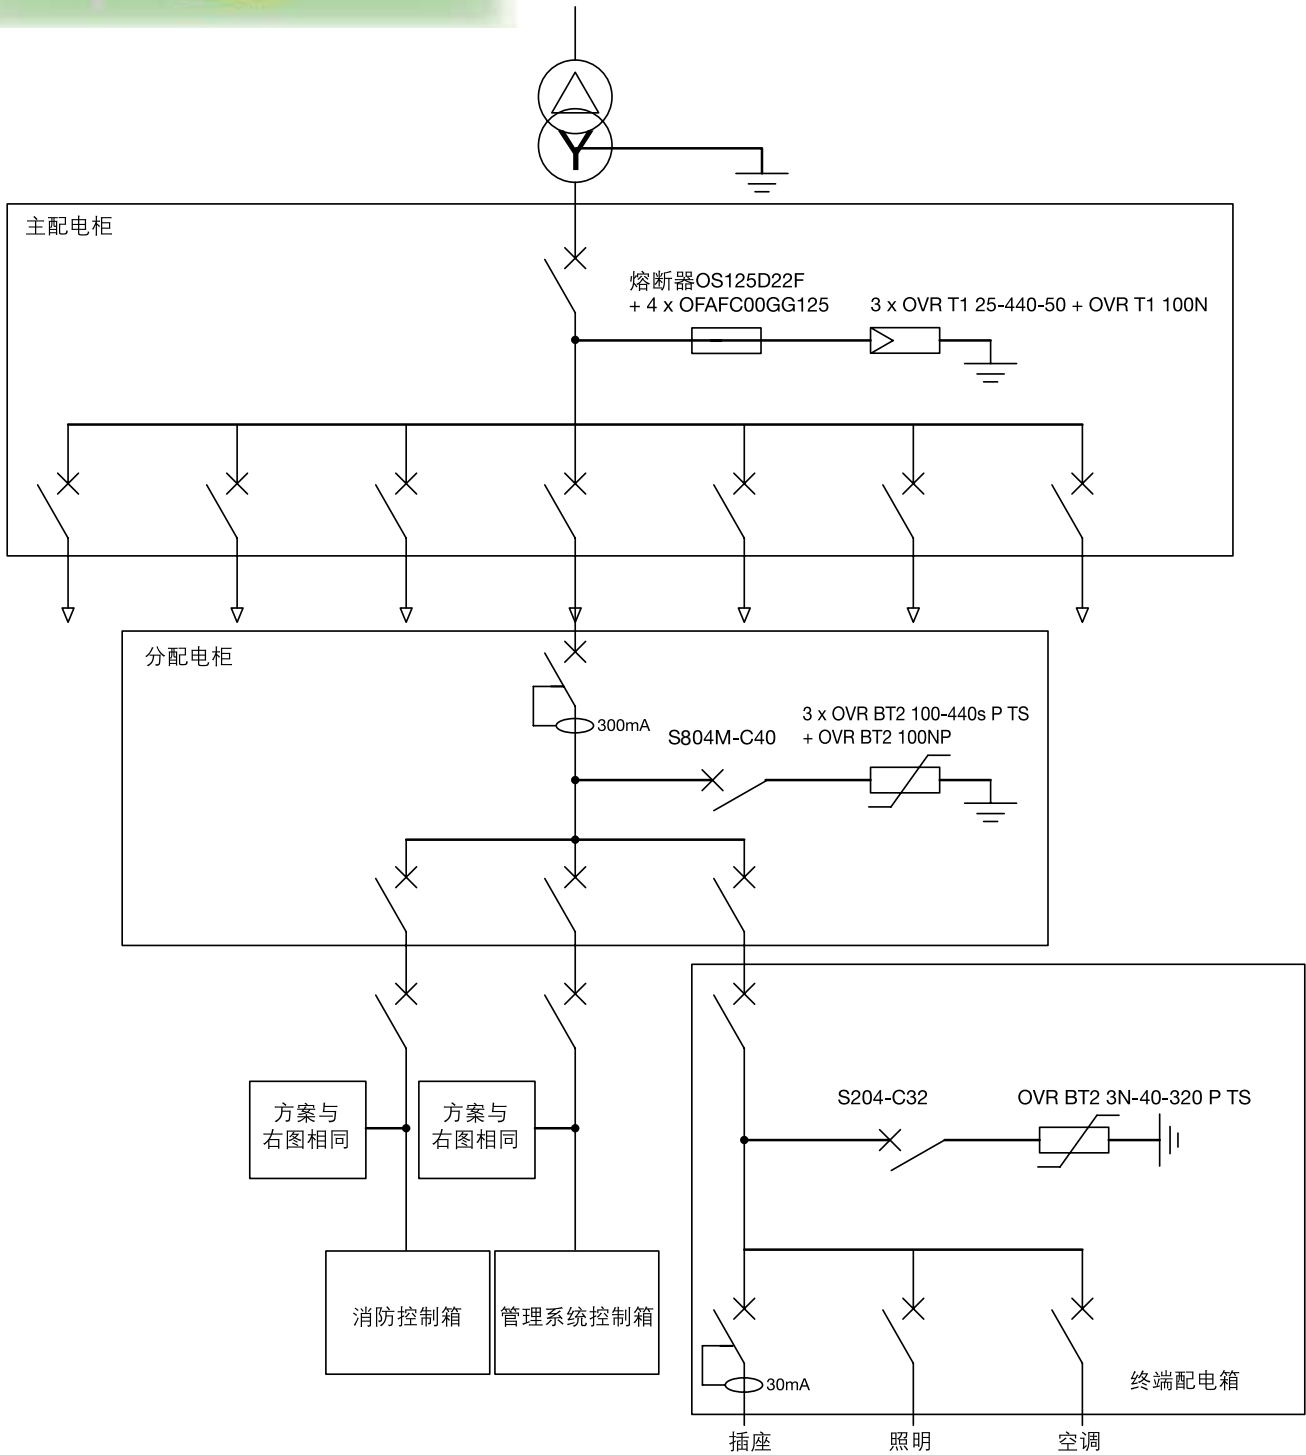 主配电柜
熔断器OS125D22F
+ 4 x OFAFC00GG125
3 x OVR T1 25-440-50 + OVR T1 100N
分配电柜
300mA
S804M-C40
3 x OVR BT2 100-440s P TS
+ OVR BT2 100NP
方案与
右图相同
方案与
右图相同
S204-C32
OVR BT2 3N-40-320 P TS
消防控制箱
管理系统控制箱
30mA
终端配电箱
插座
照明
空调